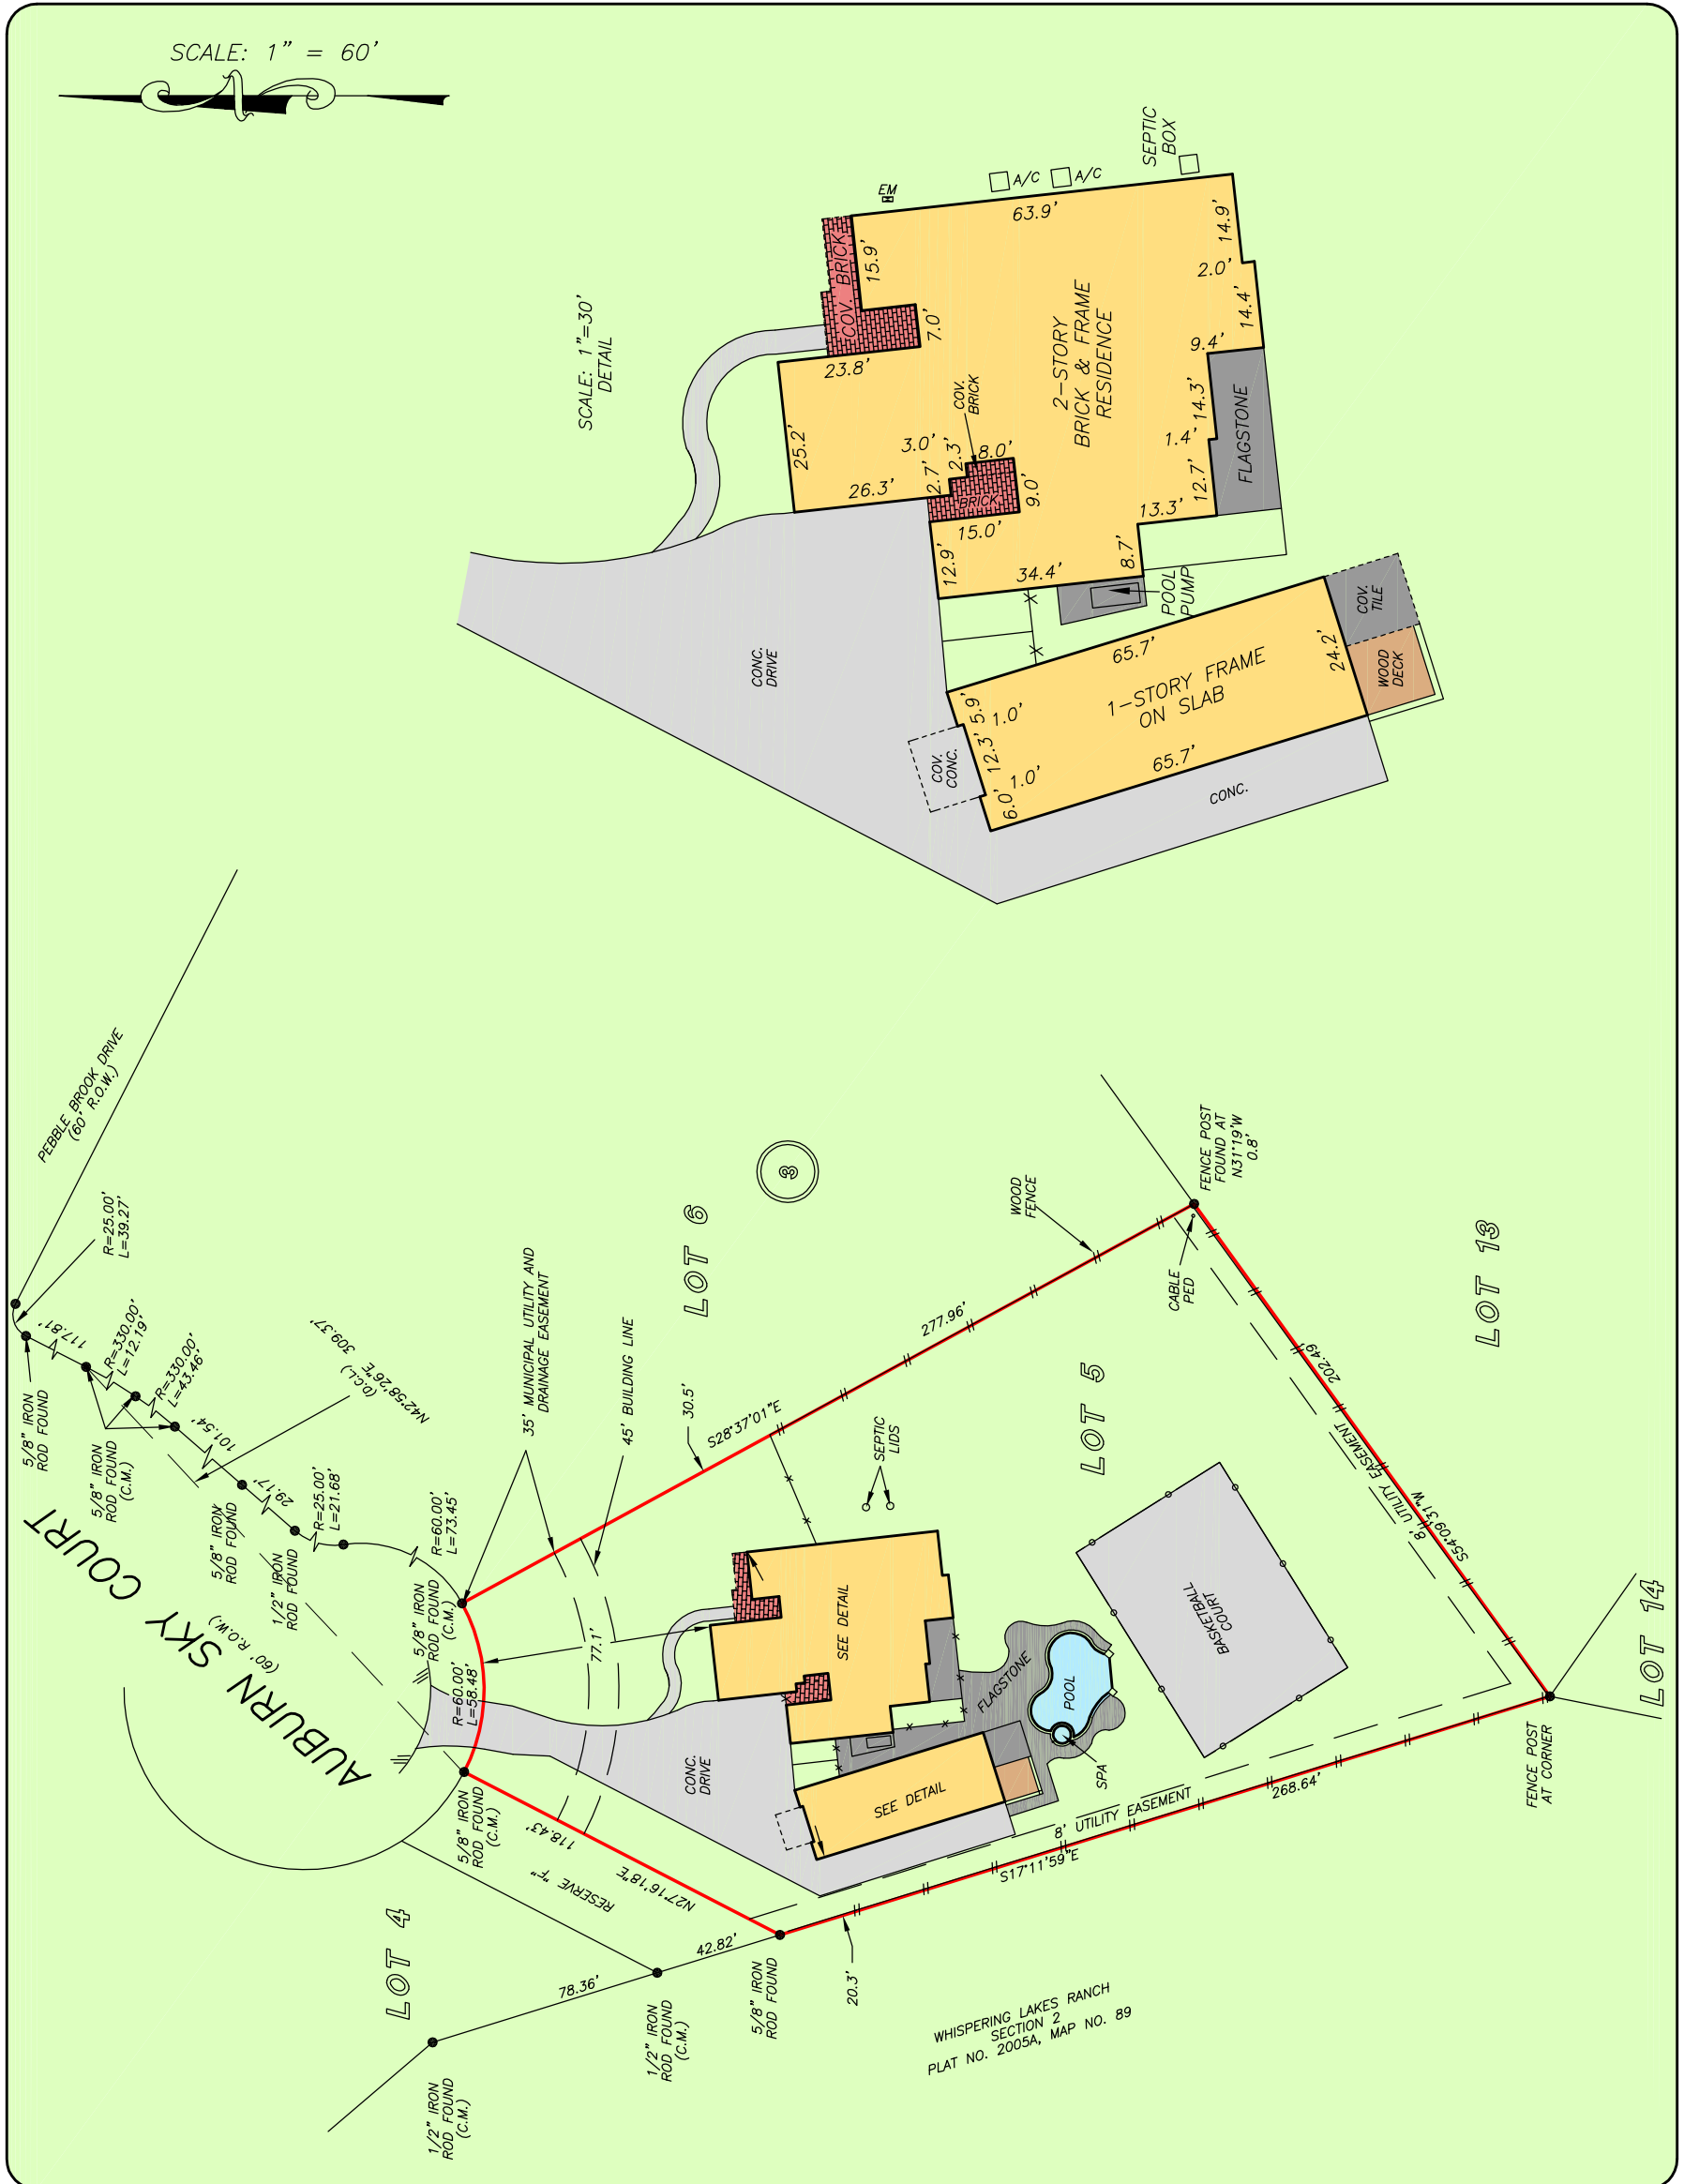 SCALE: 1" = 60'
N
SCALE: 1"=30'
DETAIL
EM
A/C
A/C
SEPTIC
BOX
COV. BRICK
15.9'
63.9'
14.9'
2.0'
14.4'
9.4'
7.0'
23.8'
25.2'
2-STORY
BRICK & FRAME
RESIDENCE
COV.
BRICK
3.0'
2.3'
8.0'
2.7'
26.3'
BRICK
9.0'
15.0'
14.3'
1.4'
12.7'
FLAGSTONE
13.3'
12.9'
34.4'
8.7'
POOL
PUMP
CONC.
DRIVE
65.7'
1-STORY FRAME
ON SLAB
24.2'
COV.
TILE
WOOD
DECK
5.9'
1.0'
12.3'
1.0'
6.0'
COV.
CONC.
65.7'
CONC.
PEBBLE BROOK DRIVE
(60' R.O.W.)
R=25.00'
L=39.27'
117.81'
5/8" IRON
ROD FOUND
R=330.00'
L=12.19'
R=330.00'
L=43.46'
5/8" IRON
ROD FOUND
(C.M.)
101.54'
N42°58'26"E 309.37'
(D.C.L.)
5/8" IRON
ROD FOUND
29.17'
R=25.00'
L=21.68'
1/2" IRON
ROD FOUND
R=60.00'
L=73.45'
5/8" IRON
ROD FOUND
(C.M.)
AUBURN SKY COURT
(60' R.O.W.)
R=60.00'
L=58.48'
35' MUNICIPAL UTILITY AND
DRAINAGE EASEMENT
45' BUILDING LINE
LOT 6
3
WOOD
FENCE
FENCE POST
FOUND AT
N31°19'W
0.8'
CABLE
PED
277.96'
S28°37'01"E
30.5'
SEPTIC
LIDS
LOT 5
LOT 13
202.49'
8' UTILITY EASEMENT
S54°09'31"W
77.1'
SEE DETAIL
BASKETBALL
COURT
FLAGSTONE
POOL
SPA
LOT 14
FENCE POST
AT CORNER
CONC.
DRIVE
SEE DETAIL
8' UTILITY EASEMENT
268.64'
S17°11'59"E
5/8" IRON
ROD FOUND
(C.M.)
118.43'
N27°16'18"E
RESERVE "F"
LOT 4
42.82'
78.36'
20.3'
5/8" IRON
ROD FOUND
1/2" IRON
ROD FOUND
(C.M.)
1/2" IRON
ROD FOUND
(C.M.)
WHISPERING LAKES RANCH
SECTION 2
PLAT NO. 2005A, MAP NO. 89